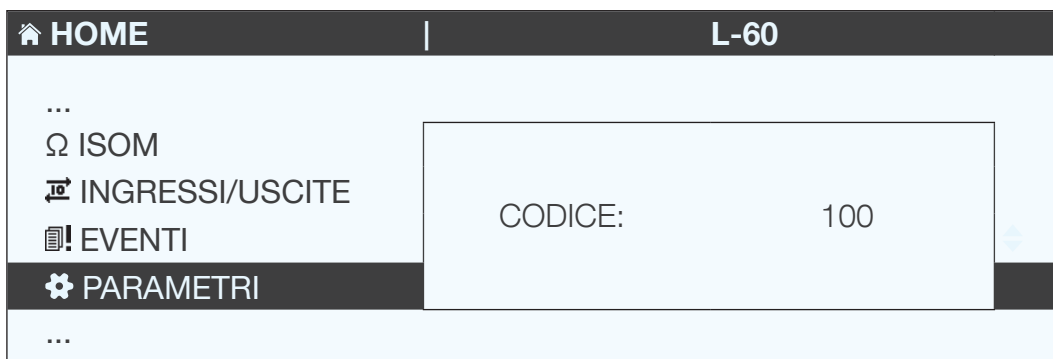 HOME | L-60
...
Ω ISOM
INGRESSI/USCITE
EVENTI
CODICE: 100
PARAMETRI
...